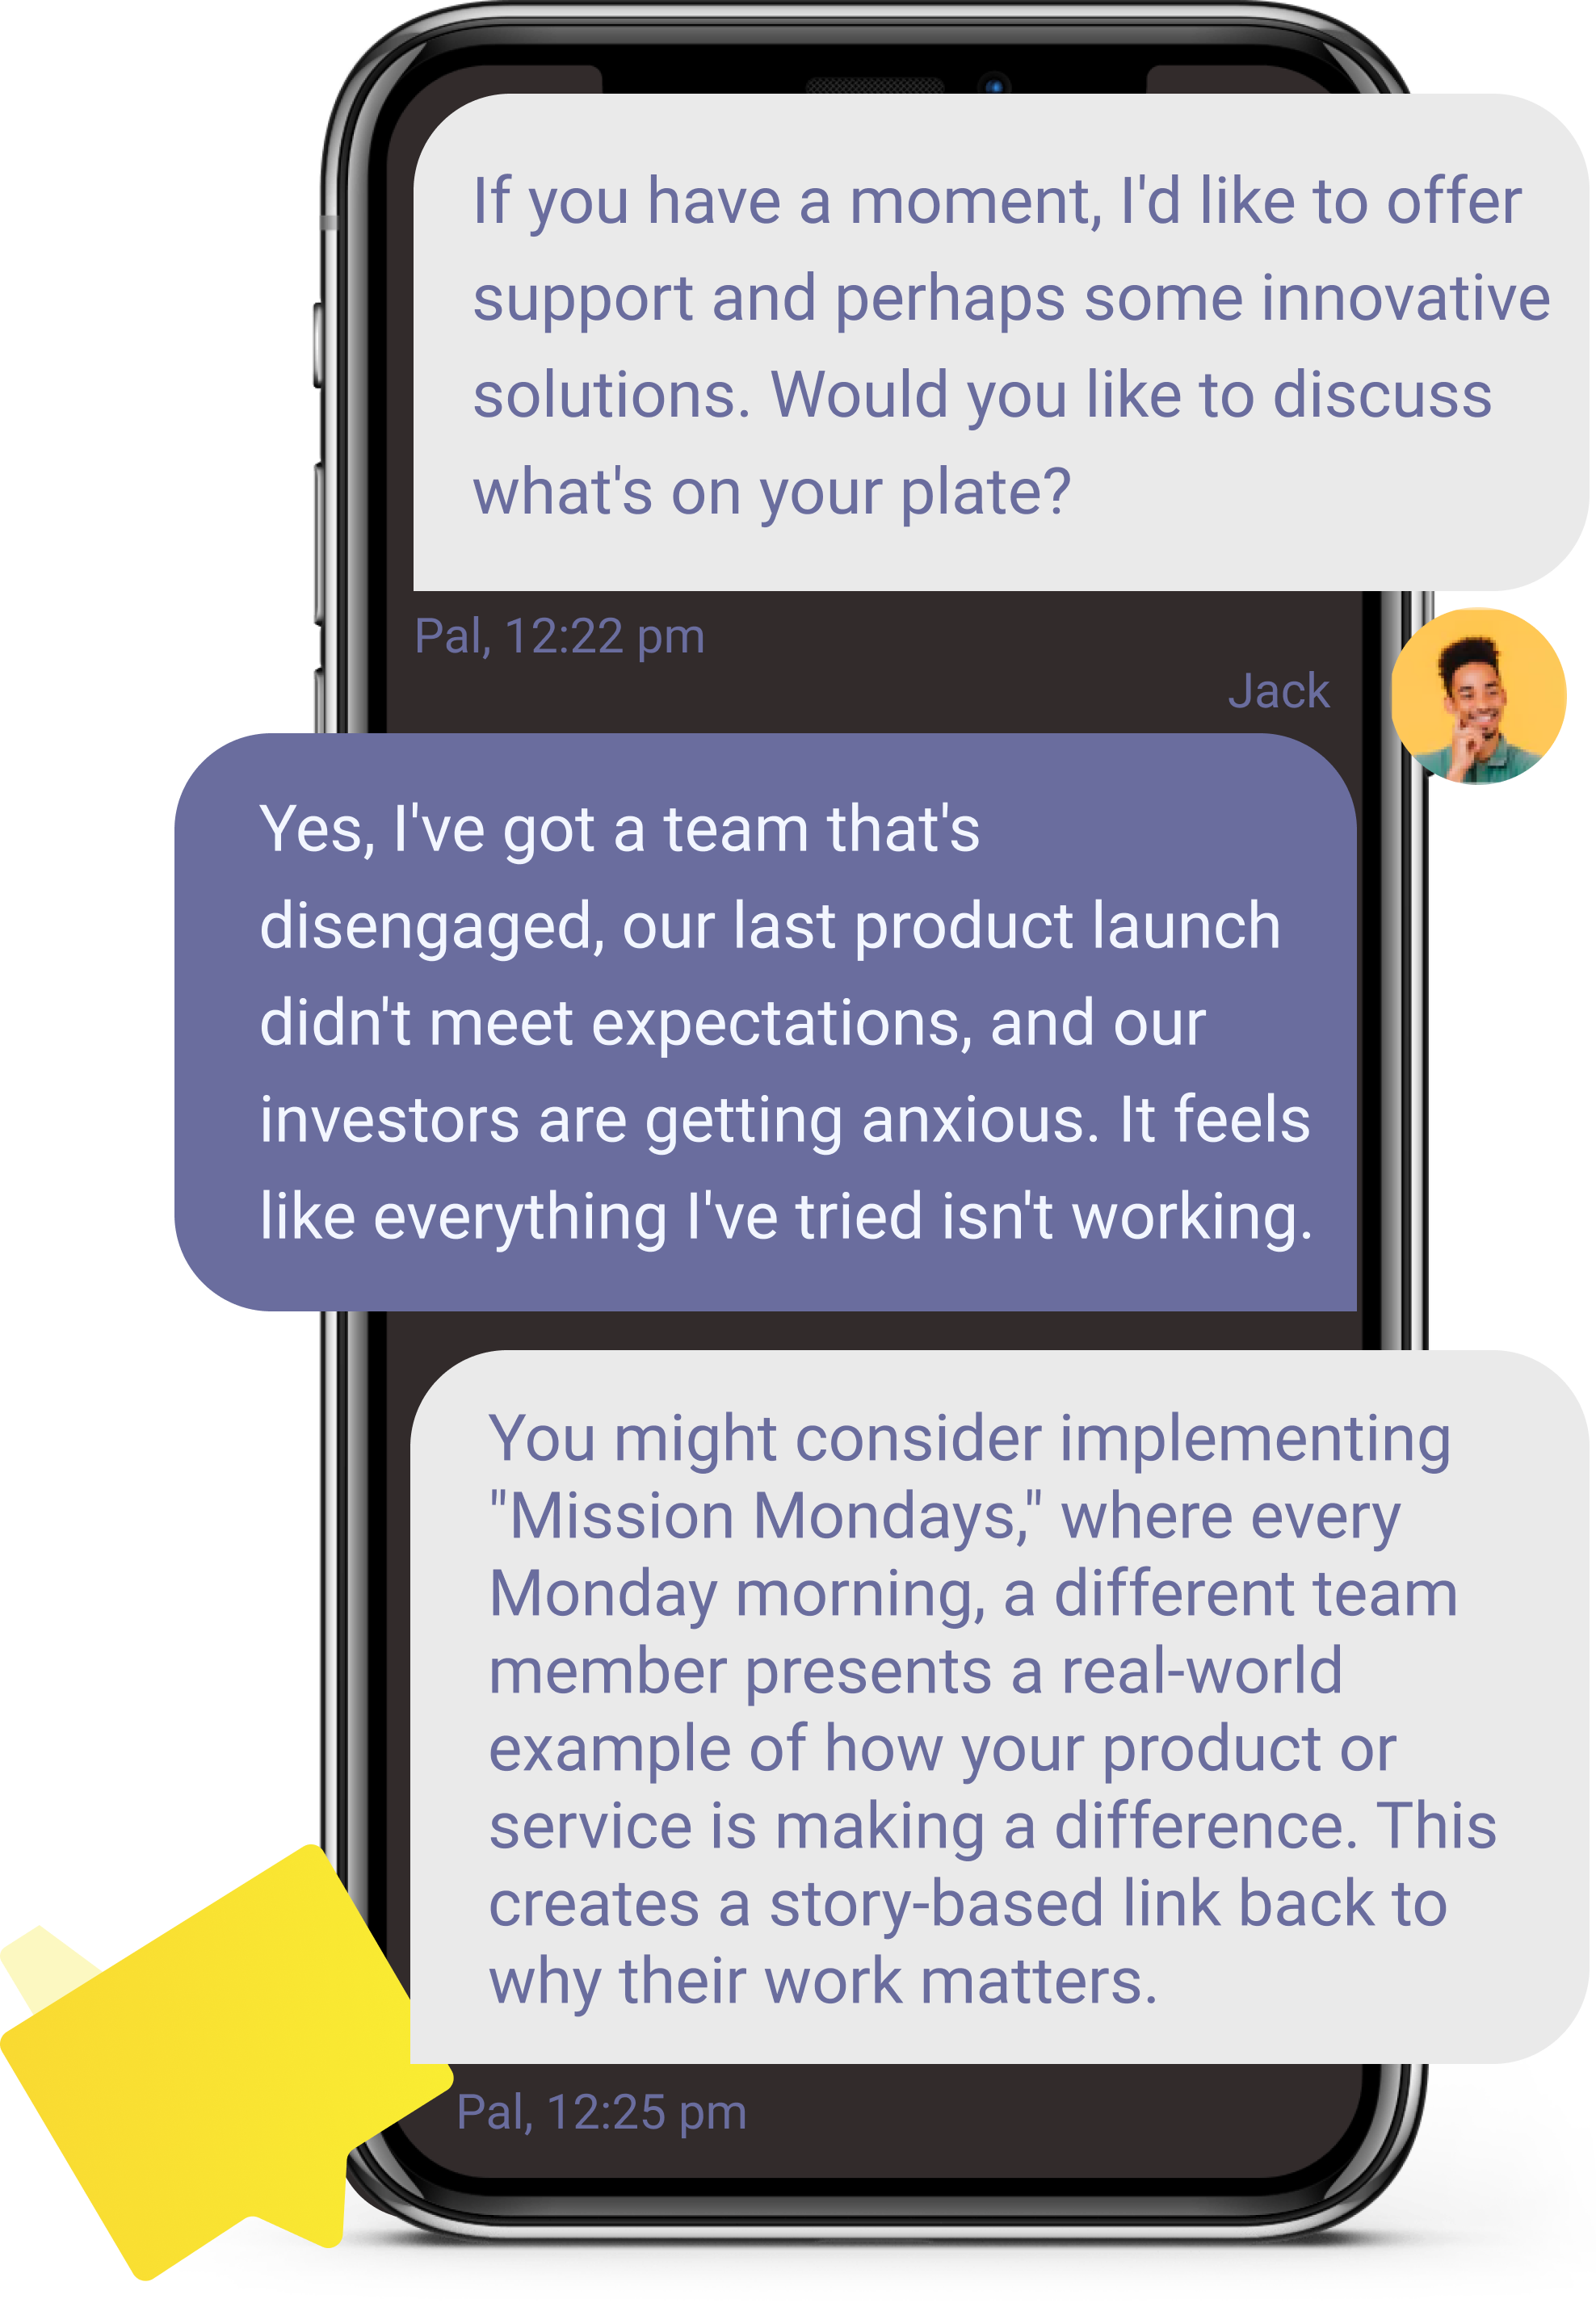 If you have a moment, I'd like to offer
support and perhaps some innovative
solutions. Would you like to discuss
what's on your plate?
Pal, 12:22 pm
Jack
Yes, I've got a team that's
disengaged, our last product launch
didn't meet expectations, and our
investors are getting anxious. It feels
like everything I've tried isn't working.
You might consider implementing
"Mission Mondays," where every
Monday morning, a different team
member presents a real-world
example of how your product or
service is making a difference. This
creates a story-based link back to
why their work matters.
Pal, 12:25 pm